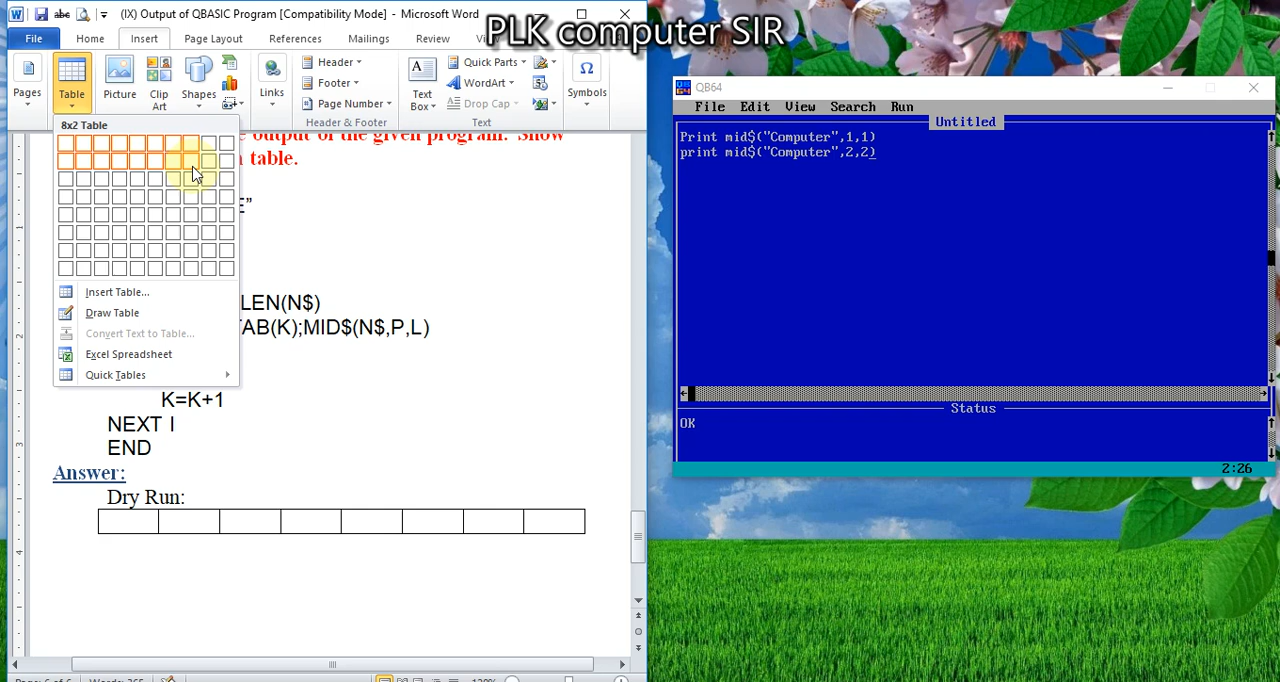 (IX) Output of QBASIC Program [Compatibility Mode] - Microsoft Word
PLK computer SIR
File Home Insert Page Layout References Mailings Review
Pages
Table
Picture
Clip
Art
Shapes
Links
Header
Footer
Page Number
Header & Footer
Text
Box
Quick Parts
WordArt
Drop Cap
Text
Symbols
8x2 Table
Insert Table...
Draw Table
Convert Text to Table...
Excel Spreadsheet
Quick Tables
e output of the given program. Show
table.
E"
LEN(N$)
TAB(K);MID$(N$,P,L)
K=K+1
NEXT I
END
Answer:
Dry Run:
QB64
File Edit View Search Run
Untitled
Print mid$("Computer",1,1)
print mid$("Computer",2,2)
Status
OK
2:26